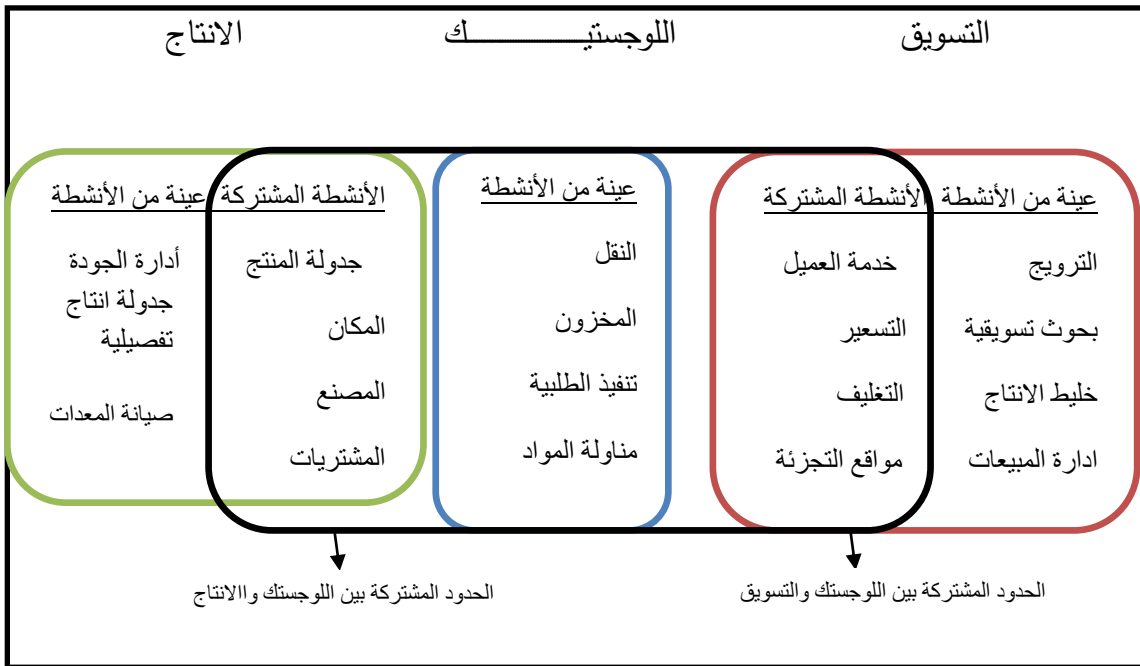 التسويق
اللوجستيـــــــــــك
الانتاج
عينة من الأنشطة
الترويج
بحوث تسويقية
خليط الانتاج
ادارة المبيعات
الأنشطة المشتركة
خدمة العميل
التسعير
التغليف
مواقع التجزئة
عينة من الأنشطة
النقل
المخزون
تنفيذ الطلبية
مناولة المواد
الأنشطة المشتركة
جدولة المنتج
المكان
المصنع
المشتريات
عينة من الأنشطة
أدارة الجودة
جدولة انتاج
تفصيلية
صيانة المعدات
الحدود المشتركة بين اللوجستك والتسويق
الحدود المشتركة بين اللوجستك واالانتاج